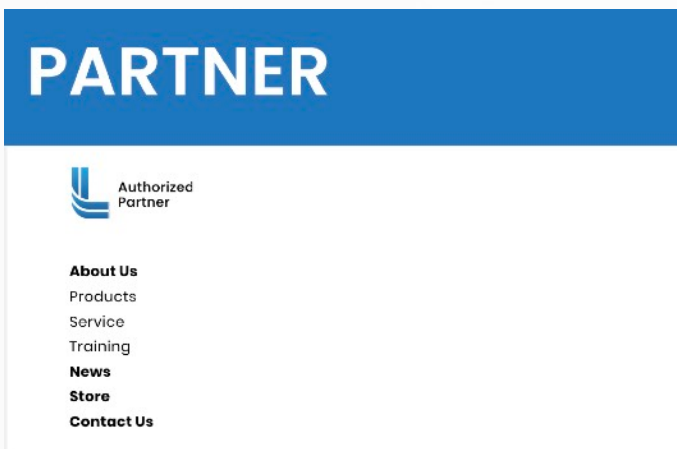 PARTNER
Authorized
Partner
About Us
Products
Service
Training
News
Store
Contact Us